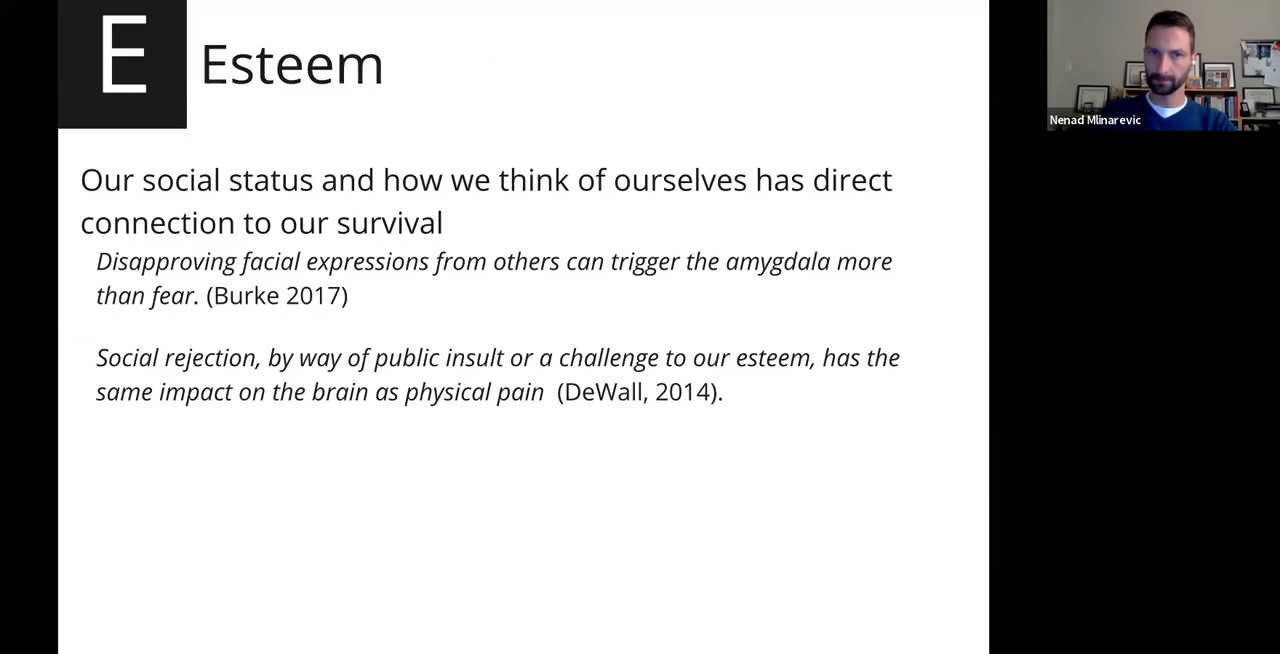 E Esteem
Our social status and how we think of ourselves has direct
connection to our survival
Disapproving facial expressions from others can trigger the amygdala more
than fear. (Burke 2017)
Social rejection, by way of public insult or a challenge to our esteem, has the
same impact on the brain as physical pain  (DeWall, 2014).
Nenad Mlinarevic